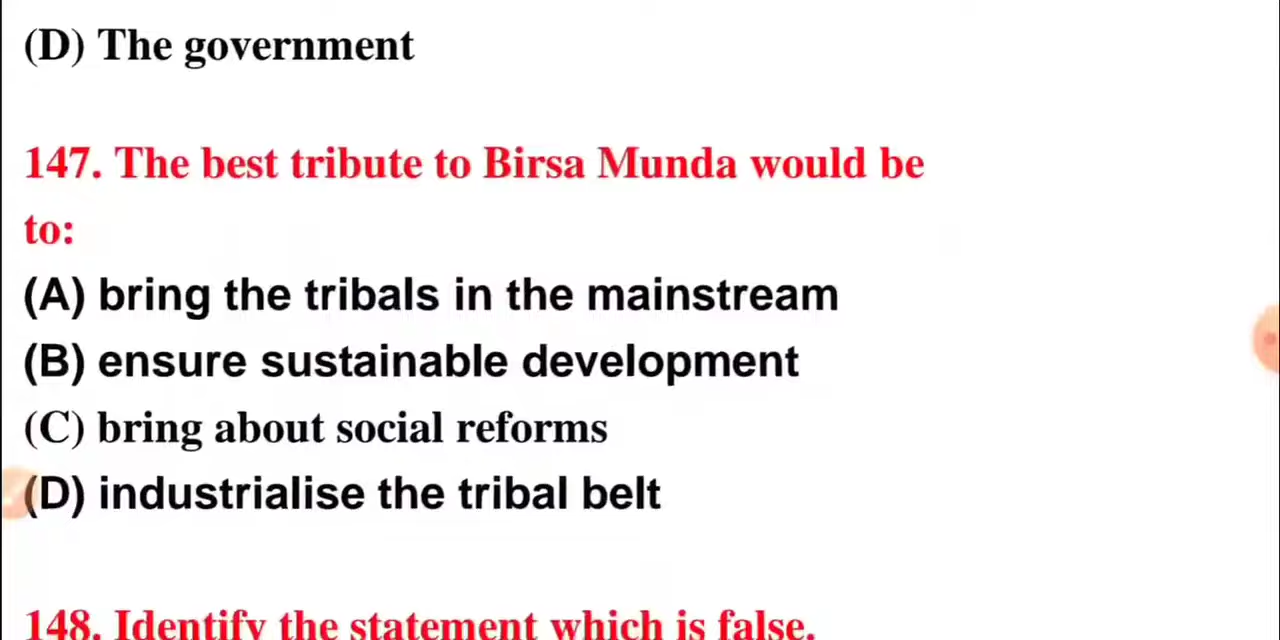 (D) The government
147. The best tribute to Birsa Munda would be
to:
(A) bring the tribals in the mainstream
(B) ensure sustainable development
(C) bring about social reforms
(D) industrialise the tribal belt
148. Identify the statement which is false.